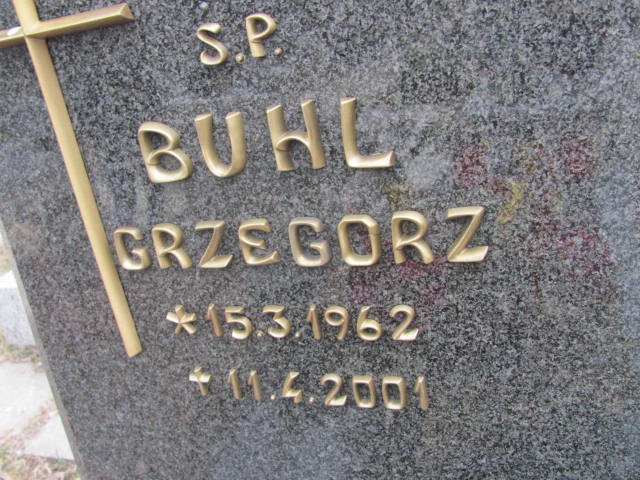 S.P.
BUHL
GRZEGORZ
* 15.3.1962
† 11.4.2001